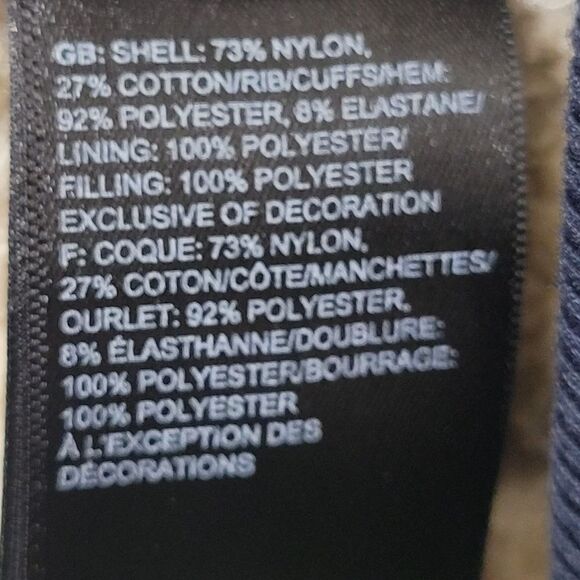 GB: SHELL: 73% NYLON,
27% COTTON/RIB/CUFFS/HEM:
92% POLYESTER, 8% ELASTANE/
LINING: 100% POLYESTER/
FILLING: 100% POLYESTER
EXCLUSIVE OF DECORATION
F: COQUE: 73% NYLON,
27% COTON/CÔTE/MANCHETTES/
OURLET: 92% POLYESTER,
8% ÉLASTHANNE/DOUBLURE:
100% POLYESTER/BOURRAGE:
100% POLYESTER
À L'EXCEPTION DES
DÉCORATIONS